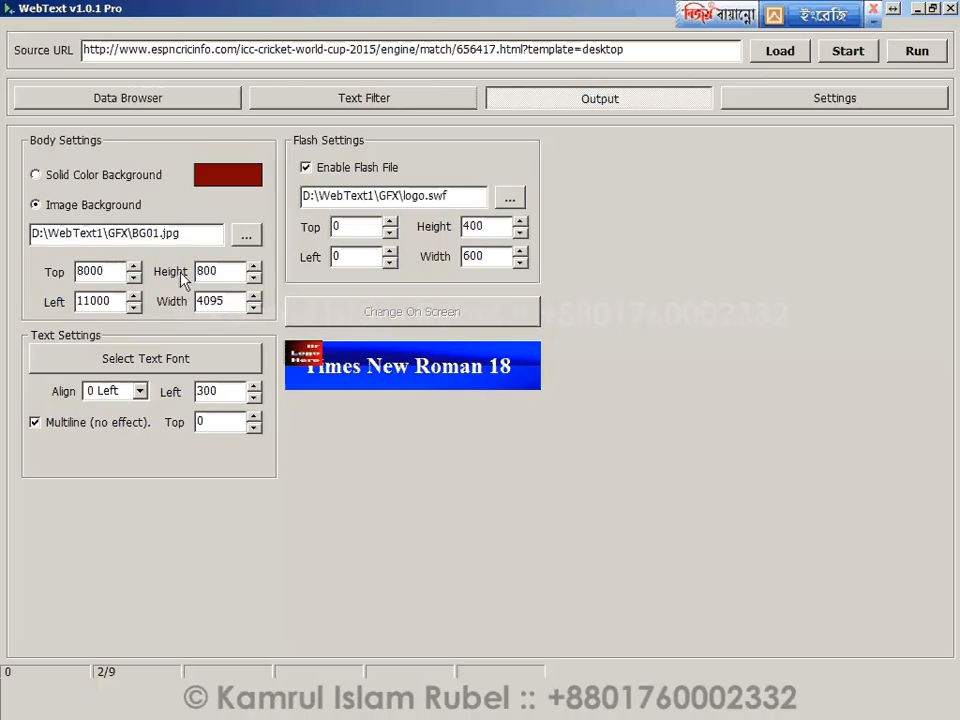 WebText v1.0.1 Pro
বিজয় বায়ান্নো
ইংরেজি
Source URL
http://www.espncricinfo.com/icc-cricket-world-cup-2015/engine/match/656417.html?template=desktop
Load
Start
Run
Data Browser
Text Filter
Output
Settings
Body Settings
Solid Color Background
Image Background
D:\WebText1\GFX\BG01.jpg
...
Top 8000 Height 800
Left 11000 Width 4095
Text Settings
Select Text Font
Align 0 Left Left 300
Multiline (no effect). Top 0
Flash Settings
Enable Flash File
D:\WebText1\GFX\logo.swf
...
Top 0 Height 400
Left 0 Width 600
Change On Screen
Ur
Logo
Here
Times New Roman 18
0 2/9
© Kamrul Islam Rubel :: +8801760002332